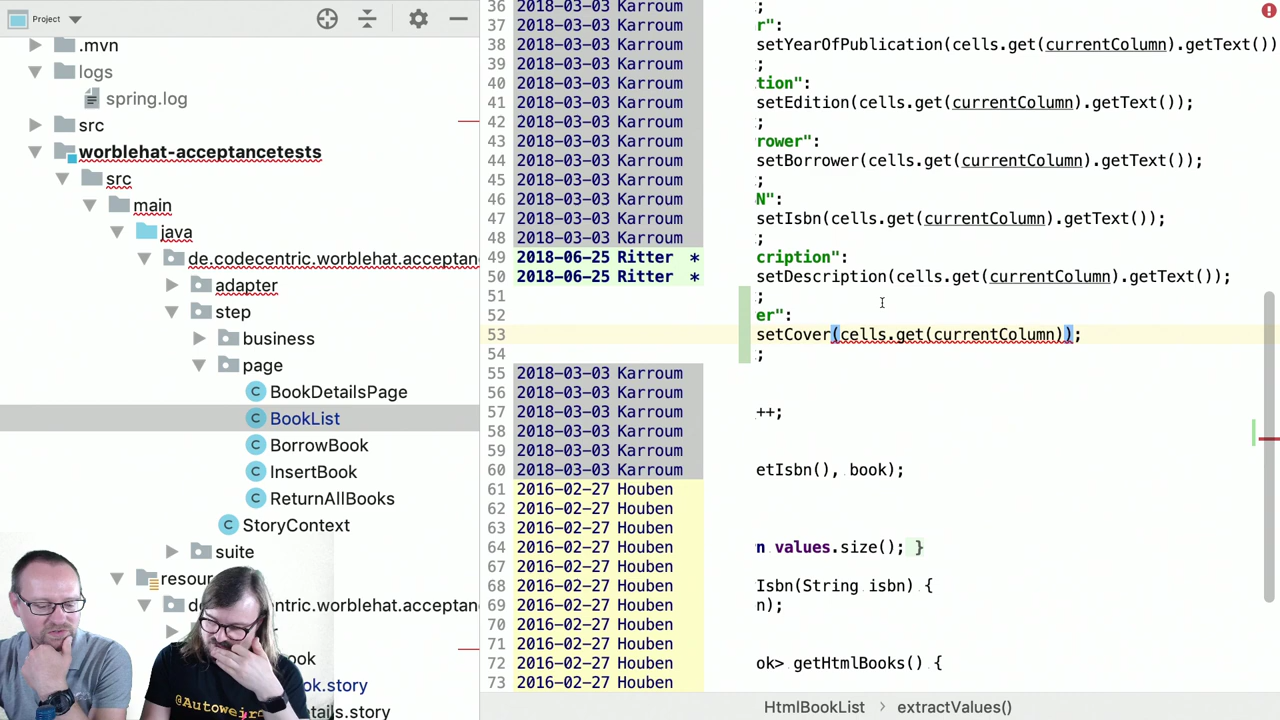 Project
.mvn
logs
spring.log
src
worblehat-acceptancetests
src
main
java
de.codecentric.worblehat.acceptan
adapter
step
business
page
BookDetailsPage
BookList
BorrowBook
InsertBook
ReturnAllBooks
StoryContext
suite
resour
de.codecentric.worblehat.acceptan
ook
ok.story
tails.story
@Autoweir
36 2018-03-03 Karroum ;
37 2018-03-03 Karroum r":
38 2018-03-03 Karroum setYearOfPublication(cells.get(currentColumn).getText())
39 2018-03-03 Karroum ;
40 2018-03-03 Karroum tion":
41 2018-03-03 Karroum setEdition(cells.get(currentColumn).getText());
42 2018-03-03 Karroum ;
43 2018-03-03 Karroum rower":
44 2018-03-03 Karroum setBorrower(cells.get(currentColumn).getText());
45 2018-03-03 Karroum ;
46 2018-03-03 Karroum N":
47 2018-03-03 Karroum setIsbn(cells.get(currentColumn).getText());
48 2018-03-03 Karroum ;
49 2018-06-25 Ritter * cription":
50 2018-06-25 Ritter * setDescription(cells.get(currentColumn).getText());
51 ;
52 er":
53 setCover(cells.get(currentColumn));
54 ;
55 2018-03-03 Karroum
56 2018-03-03 Karroum
57 2018-03-03 Karroum ++;
58 2018-03-03 Karroum
59 2018-03-03 Karroum
60 2018-03-03 Karroum etIsbn(), book);
61 2016-02-27 Houben
62 2016-02-27 Houben
63 2016-02-27 Houben
64 2016-02-27 Houben n values.size(); }
67 2016-02-27 Houben
68 2016-02-27 Houben Isbn(String isbn) {
69 2016-02-27 Houben n);
70 2016-02-27 Houben
71 2016-02-27 Houben
72 2016-02-27 Houben ok> getHtmlBooks() {
73 2016-02-27 Houben
HtmlBookList > extractValues()